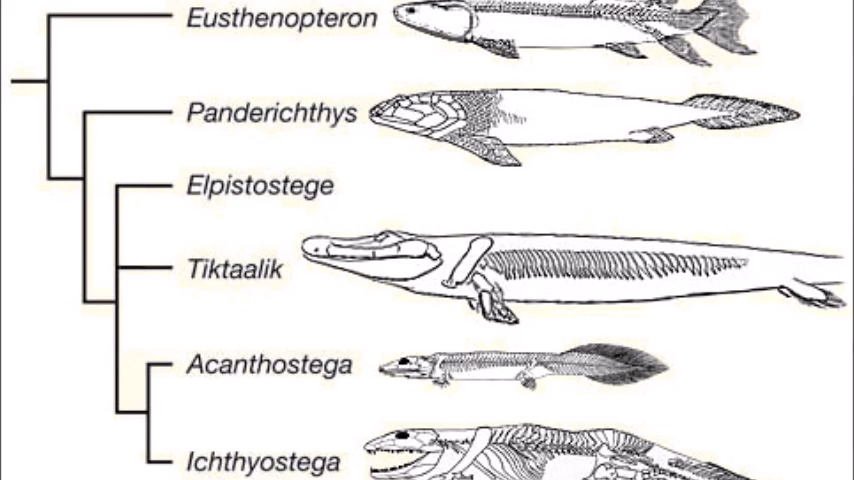 Eusthenopteron
Panderichthys
Elpistostege
Tiktaalik
Acanthostega
Ichthyostega